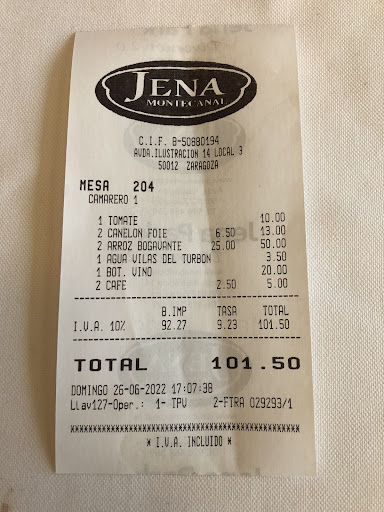 JENA
MONTECANAL
C.I.F. B-50880194
AVDA.ILUSTRACION 14 LOCAL 3
50012 ZARAGOZA
MESA 204
CAMARERO 1
1 TOMATE 10.00
2 CANELON FOIE 6.50 13.00
2 ARROZ BOGAVANTE 25.00 50.00
1 AGUA VILAS DEL TURBON 3.50
1 BOT. VINO 20.00
2 CAFE 2.50 5.00
B.IMP TASA TOTAL
I.V.A. 10% 92.27 9.23 101.50
TOTAL 101.50
DOMINGO 26-06-2022 17:07:38
LLav127-Oper.: 1- TPV 2-FTRA 029293/1
* I.V.A. INCLUIDO *